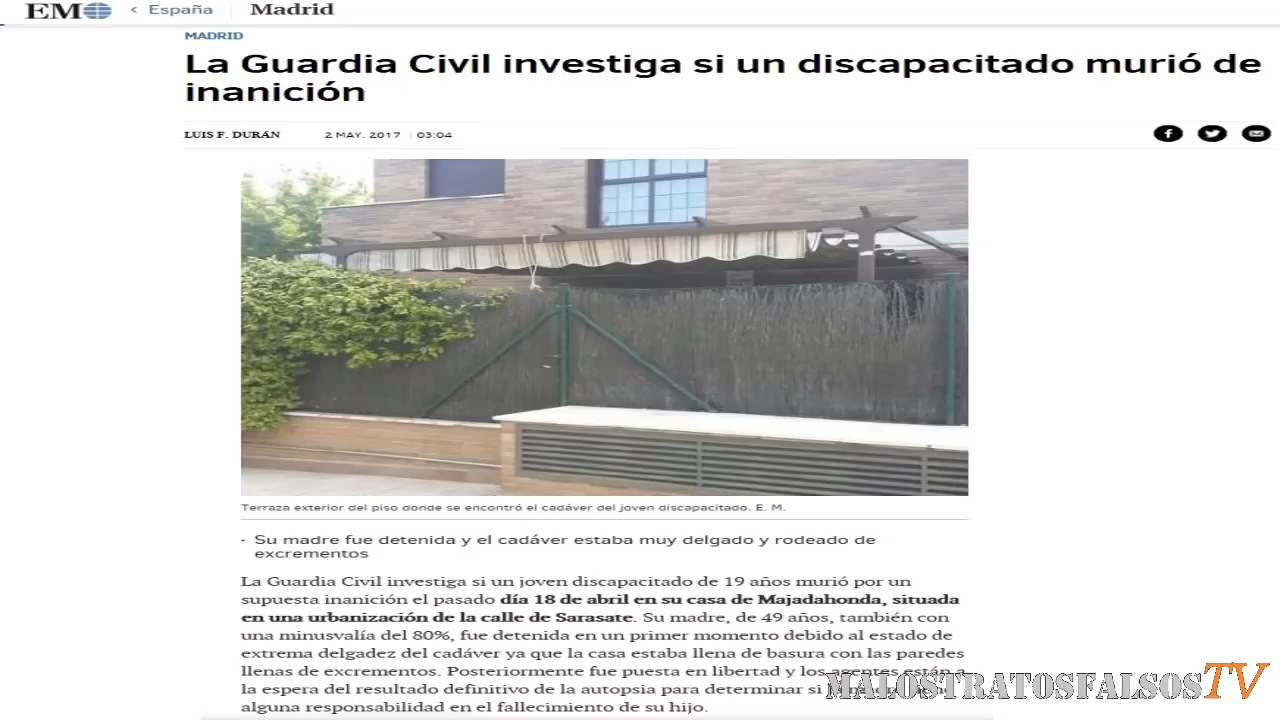 EM
< España
Madrid
MADRID
La Guardia Civil investiga si un discapacitado murió de
inanición
LUIS F. DURÁN 2 MAY. 2017 | 03:04
Terraza exterior del piso donde se encontró el cadáver del joven discapacitado. E. M.
· Su madre fue detenida y el cadáver estaba muy delgado y rodeado de
excrementos
La Guardia Civil investiga si un joven discapacitado de 19 años murió por un
supuesta inanición el pasado día 18 de abril en su casa de Majadahonda, situada
en una urbanización de la calle de Sarasate. Su madre, de 49 años, también con
una minusvalía del 80%, fue detenida en un primer momento debido al estado de
extrema delgadez del cadáver ya que la casa estaba llena de basura con las paredes
llenas de excrementos. Posteriormente fue puesta en libertad y los agentes están a
la espera del resultado definitivo de la autopsia para determinar si
alguna responsabilidad en el fallecimiento de su hijo.
MALOSTRATOSFALSOSTV